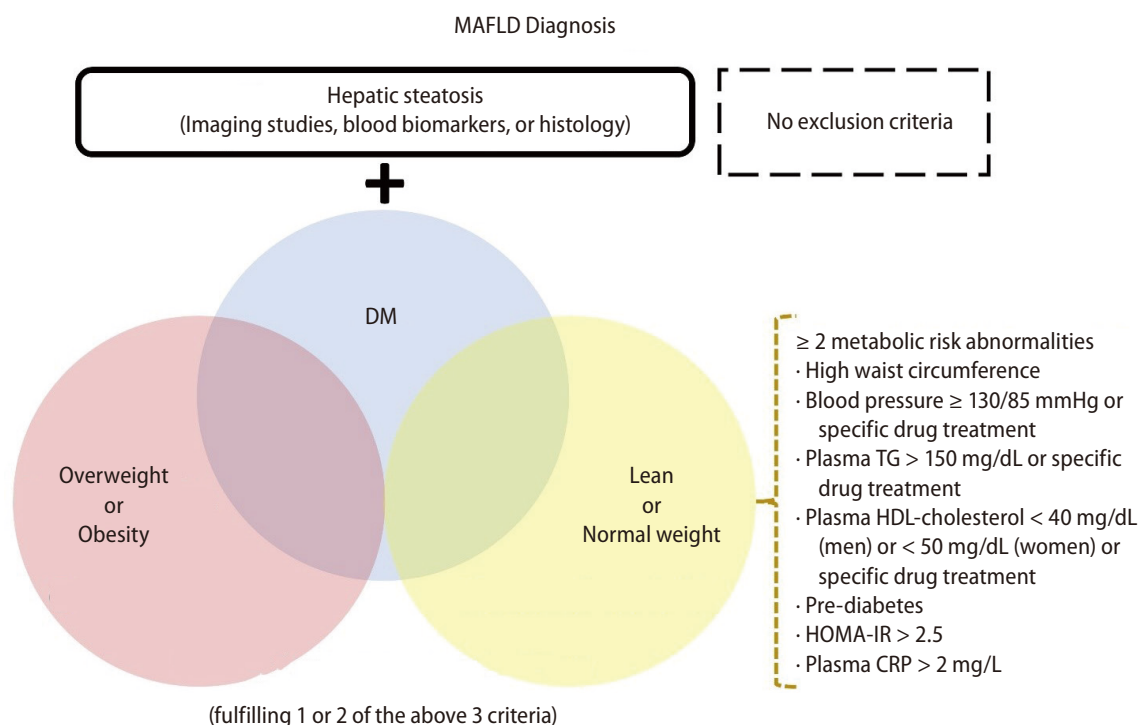 MAFLD Diagnosis
Hepatic steatosis
(Imaging studies, blood biomarkers, or histology)
No exclusion criteria
+
DM
Overweight
or
Obesity
Lean
or
Normal weight
≥ 2 metabolic risk abnormalities
· High waist circumference
· Blood pressure ≥ 130/85 mmHg or
specific drug treatment
· Plasma TG > 150 mg/dL or specific
drug treatment
· Plasma HDL-cholesterol < 40 mg/dL
(men) or < 50 mg/dL (women) or
specific drug treatment
· Pre-diabetes
· HOMA-IR > 2.5
· Plasma CRP > 2 mg/L
(fulfilling 1 or 2 of the above 3 criteria)